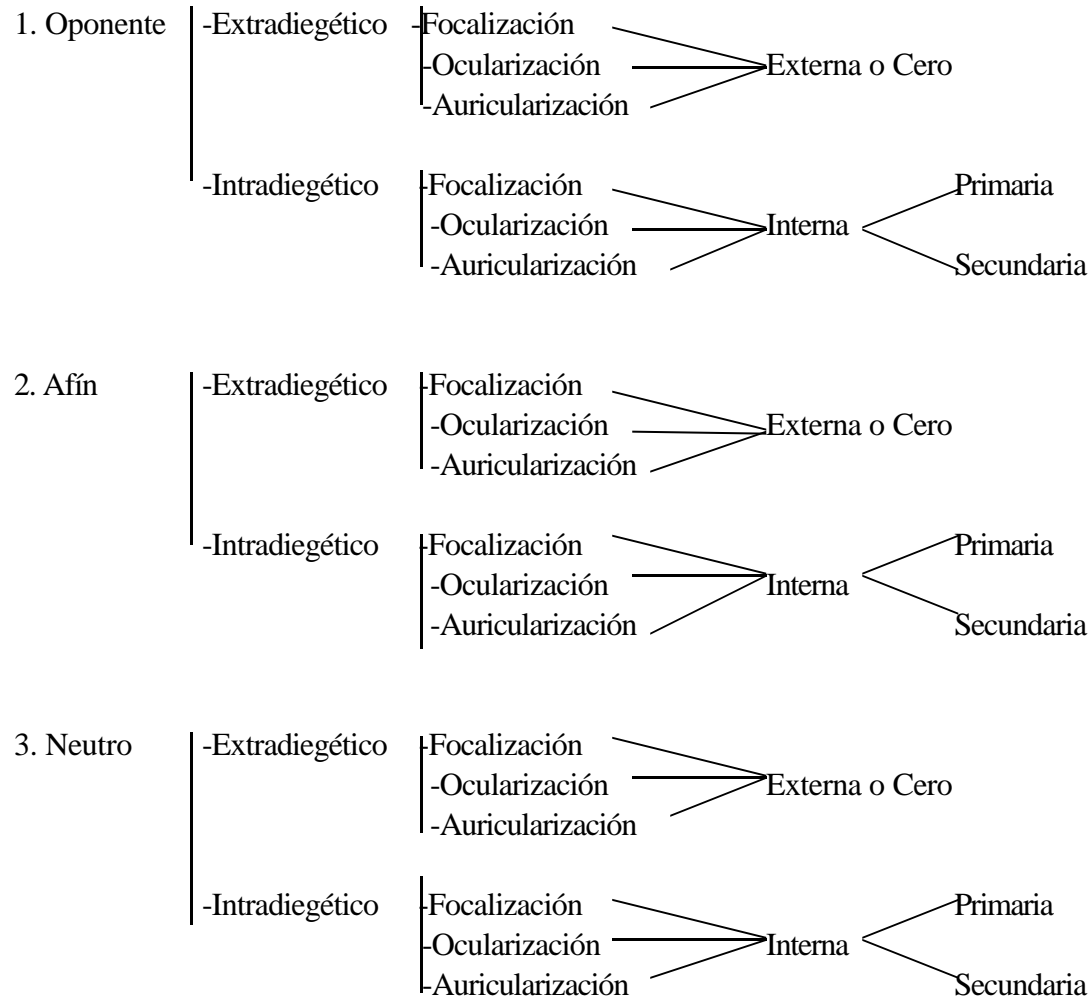 1. Oponente -Extradiegético -Focalización
-Ocularización Externa o Cero
-Auricularización
-Intradiegético -Focalización Primaria
-Ocularización Interna
-Auricularización Secundaria
2. Afín -Extradiegético -Focalización
-Ocularización Externa o Cero
-Auricularización
-Intradiegético -Focalización Primaria
-Ocularización Interna
-Auricularización Secundaria
3. Neutro -Extradiegético -Focalización
-Ocularización Externa o Cero
-Auricularización
-Intradiegético -Focalización Primaria
-Ocularización Interna
-Auricularización Secundaria